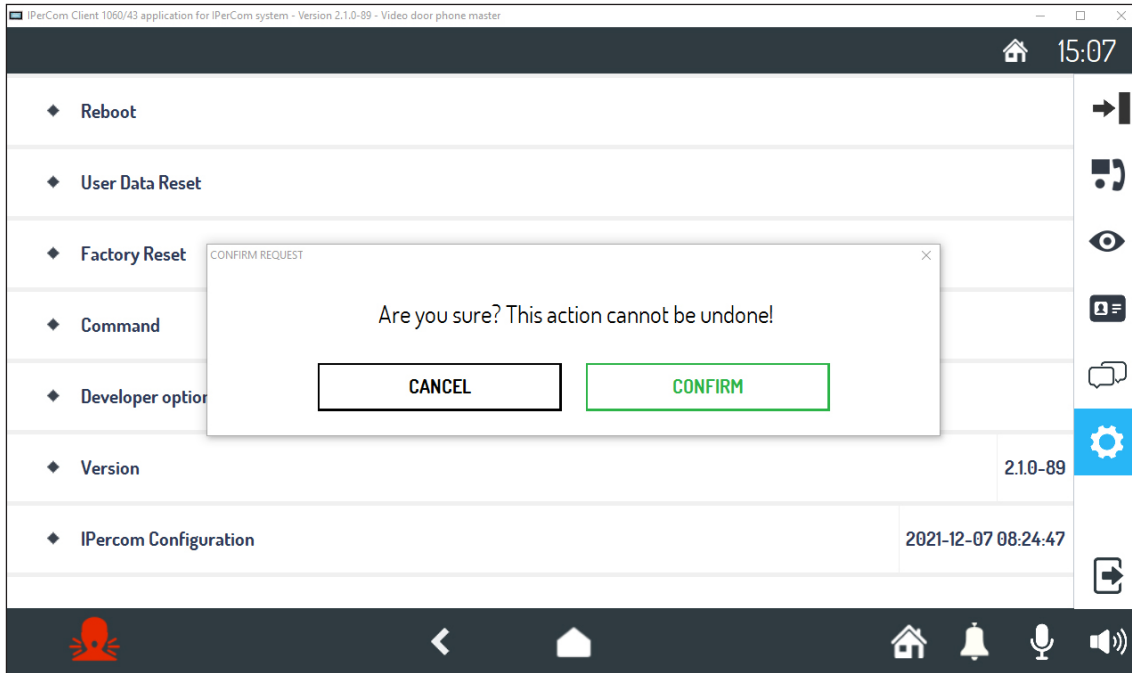 IPerCom Client 1060/43 application for IPerCom system - Version 2.1.0-89 - Video door phone master
15:07
Reboot
User Data Reset
Factory Reset
CONFIRM REQUEST
Are you sure? This action cannot be undone!
Command
CANCEL
CONFIRM
Developer option
Version
2.1.0-89
IPercom Configuration
2021-12-07 08:24:47